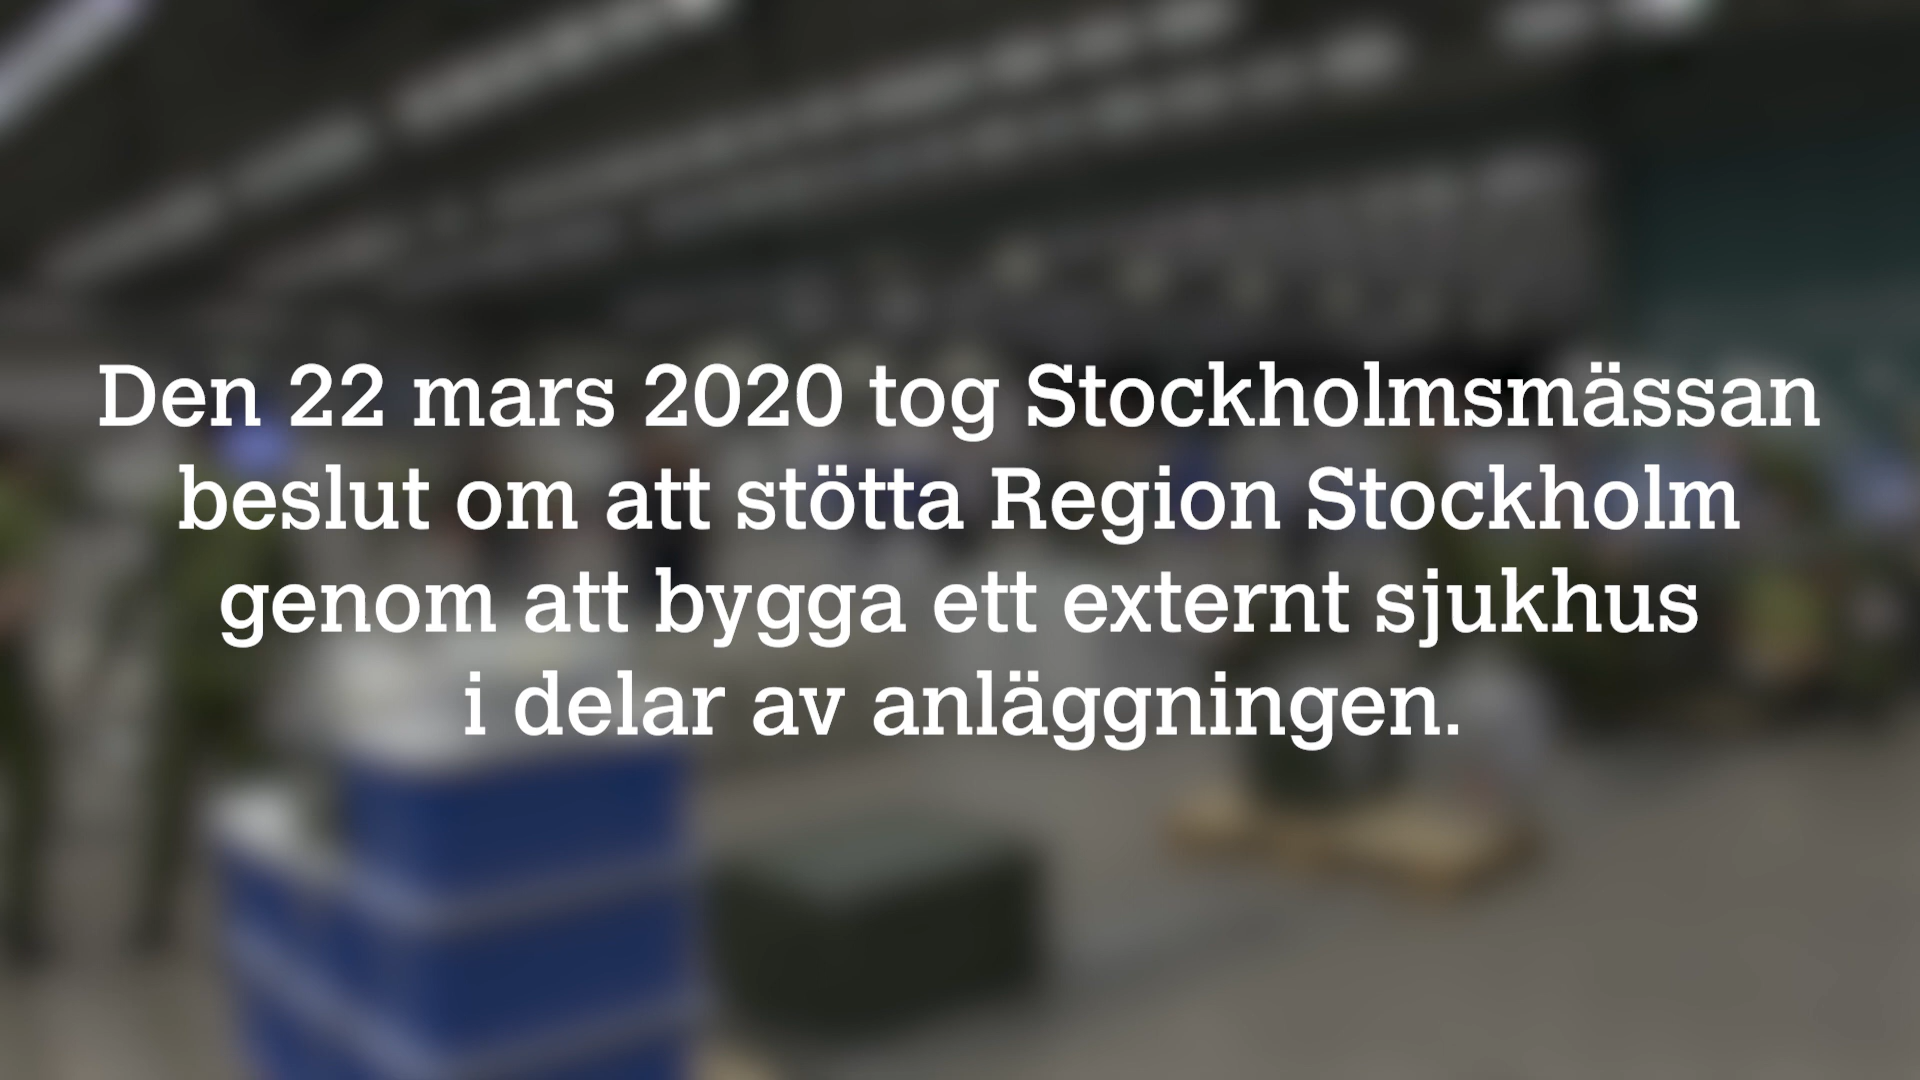 Den 22 mars 2020 tog Stockholmsmässan
beslut om att stötta Region Stockholm
genom att bygga ett externt sjukhus
i delar av anläggningen.